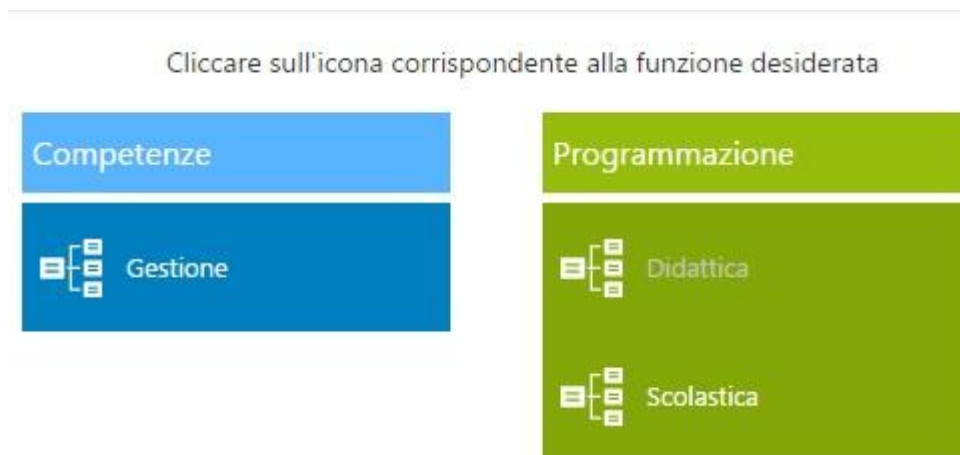 Cliccare sull'icona corrispondente alla funzione desiderata
Competenze
Gestione
Programmazione
Didattica
Scolastica